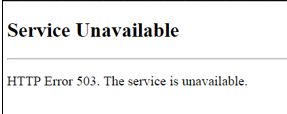 Service Unavailable
HTTP Error 503. The service is unavailable.